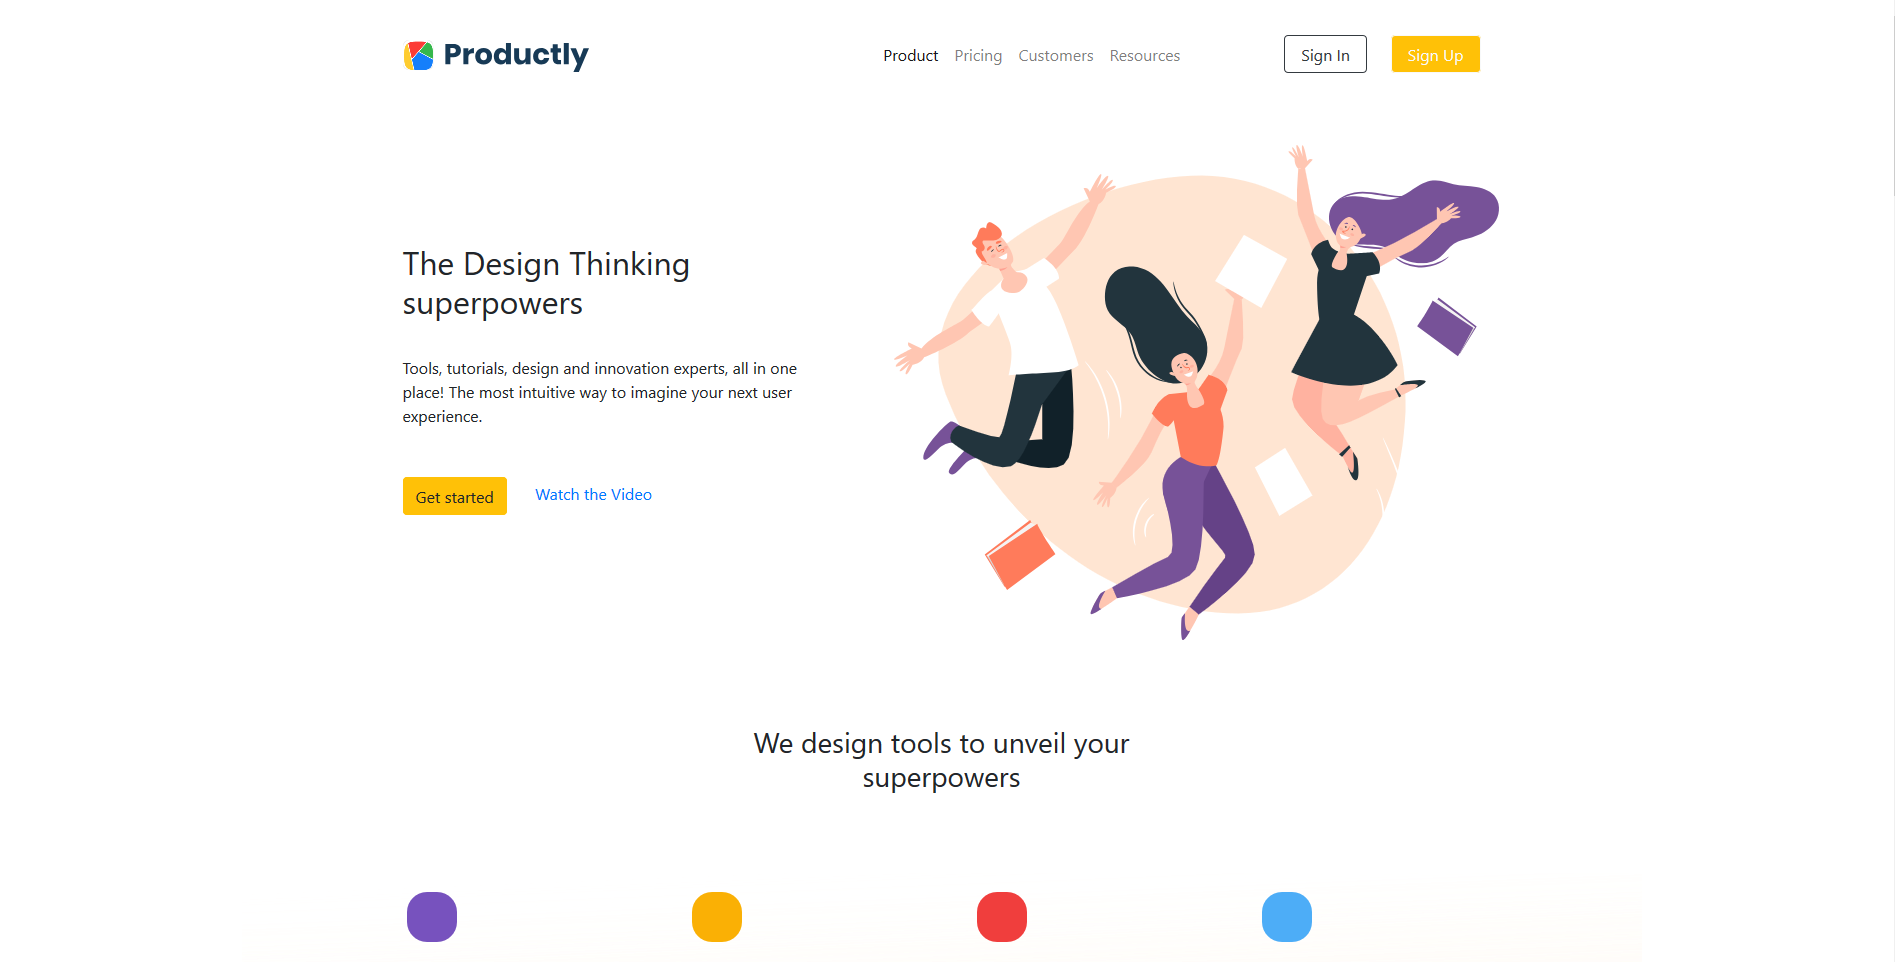 Productly
Product Pricing Customers Resources
Sign In
Sign Up
The Design Thinking
superpowers
Tools, tutorials, design and innovation experts, all in one
place! The most intuitive way to imagine your next user
experience.
Get started
Watch the Video
We design tools to unveil your
superpowers